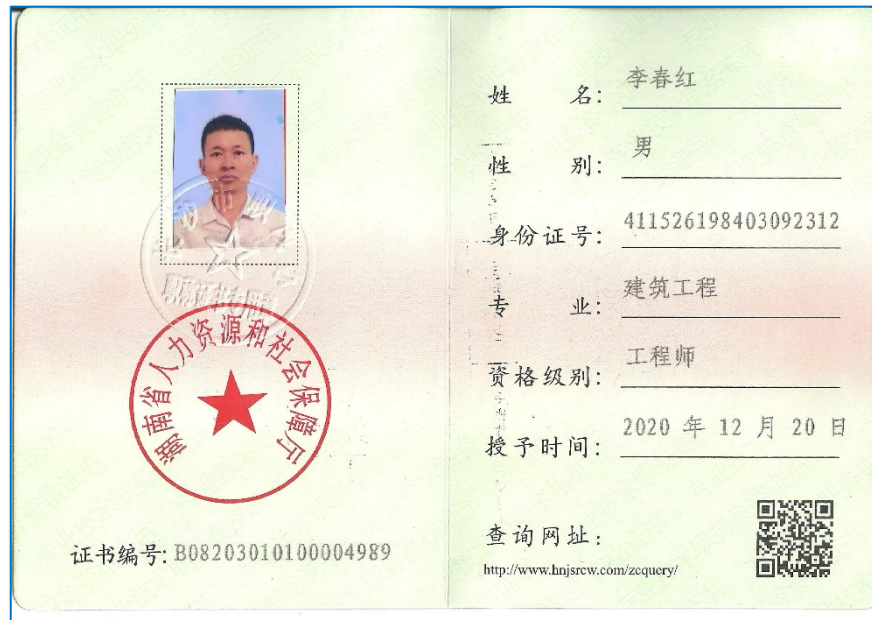 湖南省人力资源和社会保障厅
证书编号: B08203010100004989
姓 名: 李春红
性 别: 男
身份证号: 411526198403092312
专 业: 建筑工程
资格级别: 工程师
授予时间: 2020 年 12 月 20 日
查询网址:
http://www.hnjsrcw.com/zcquery/